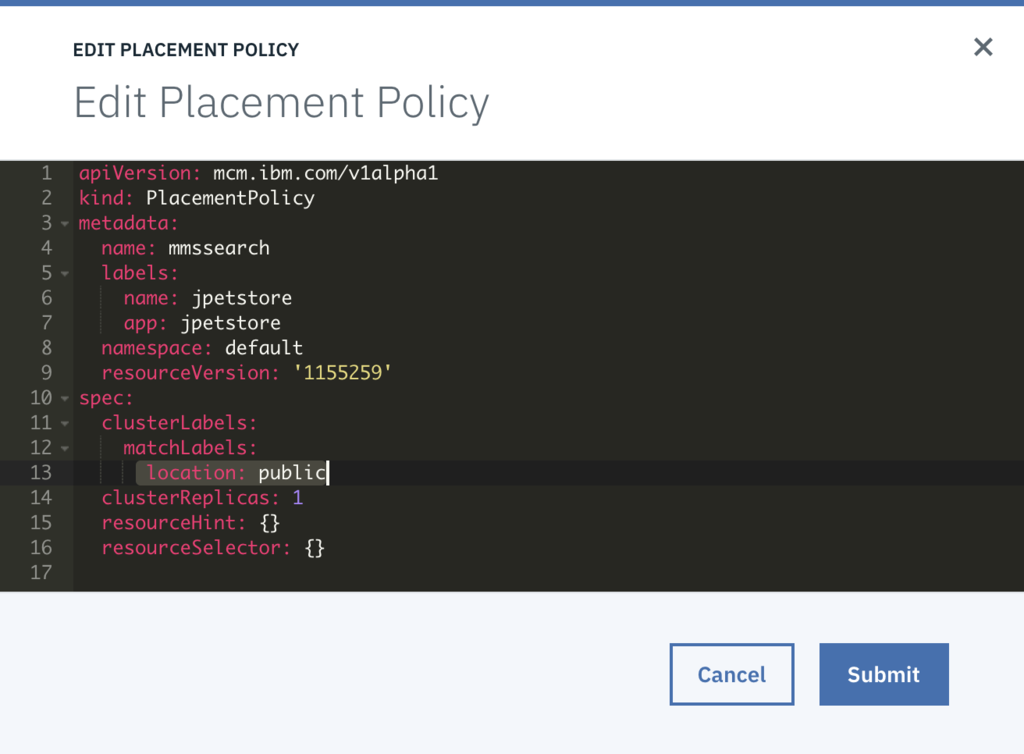 EDIT PLACEMENT POLICY
Edit Placement Policy
1 apiVersion: mcm.ibm.com/v1alpha1
2 kind: PlacementPolicy
3 metadata:
4   name: mmssearch
5   labels:
6     name: jpetstore
7     app: jpetstore
8   namespace: default
9   resourceVersion: '1155259'
10 spec:
11   clusterLabels:
12     matchLabels:
13       location: public
14   clusterReplicas: 1
15   resourceHint: {}
16   resourceSelector: {}
17
Cancel Submit